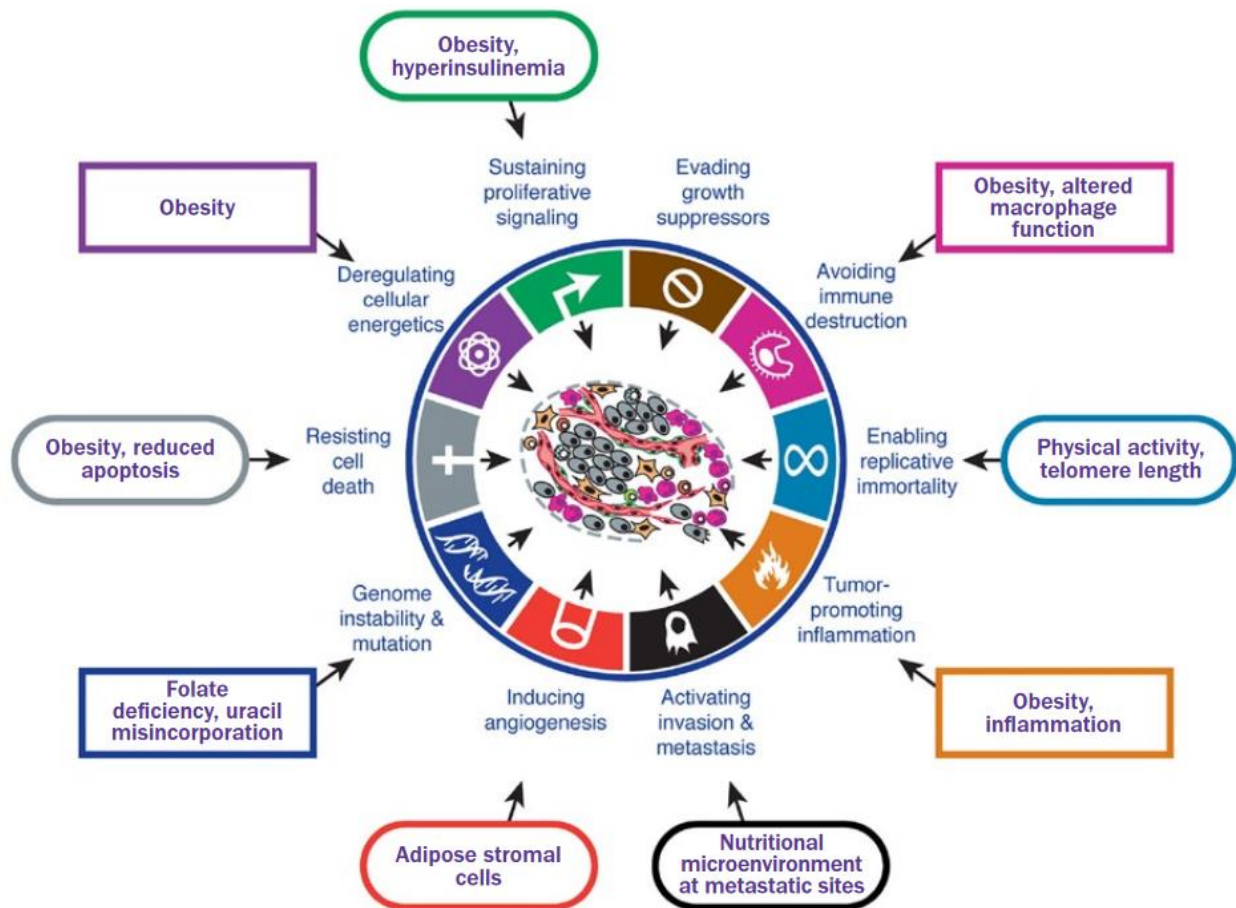 Obesity,
hyperinsulinemia
Sustaining
proliferative
signaling
Evading
growth
suppressors
Obesity
Obesity, altered
macrophage
function
Deregulating
cellular
energetics
Avoiding
immune
destruction
Obesity, reduced
apoptosis
Resisting
cell
death
Enabling
replicative
immortality
Physical activity,
telomere length
Genome
instability &
mutation
Tumor-
promoting
inflammation
Folate
deficiency, uracil
misincorporation
Inducing
angiogenesis
Activating
invasion &
metastasis
Obesity,
inflammation
Adipose stromal
cells
Nutritional
microenvironment
at metastatic sites